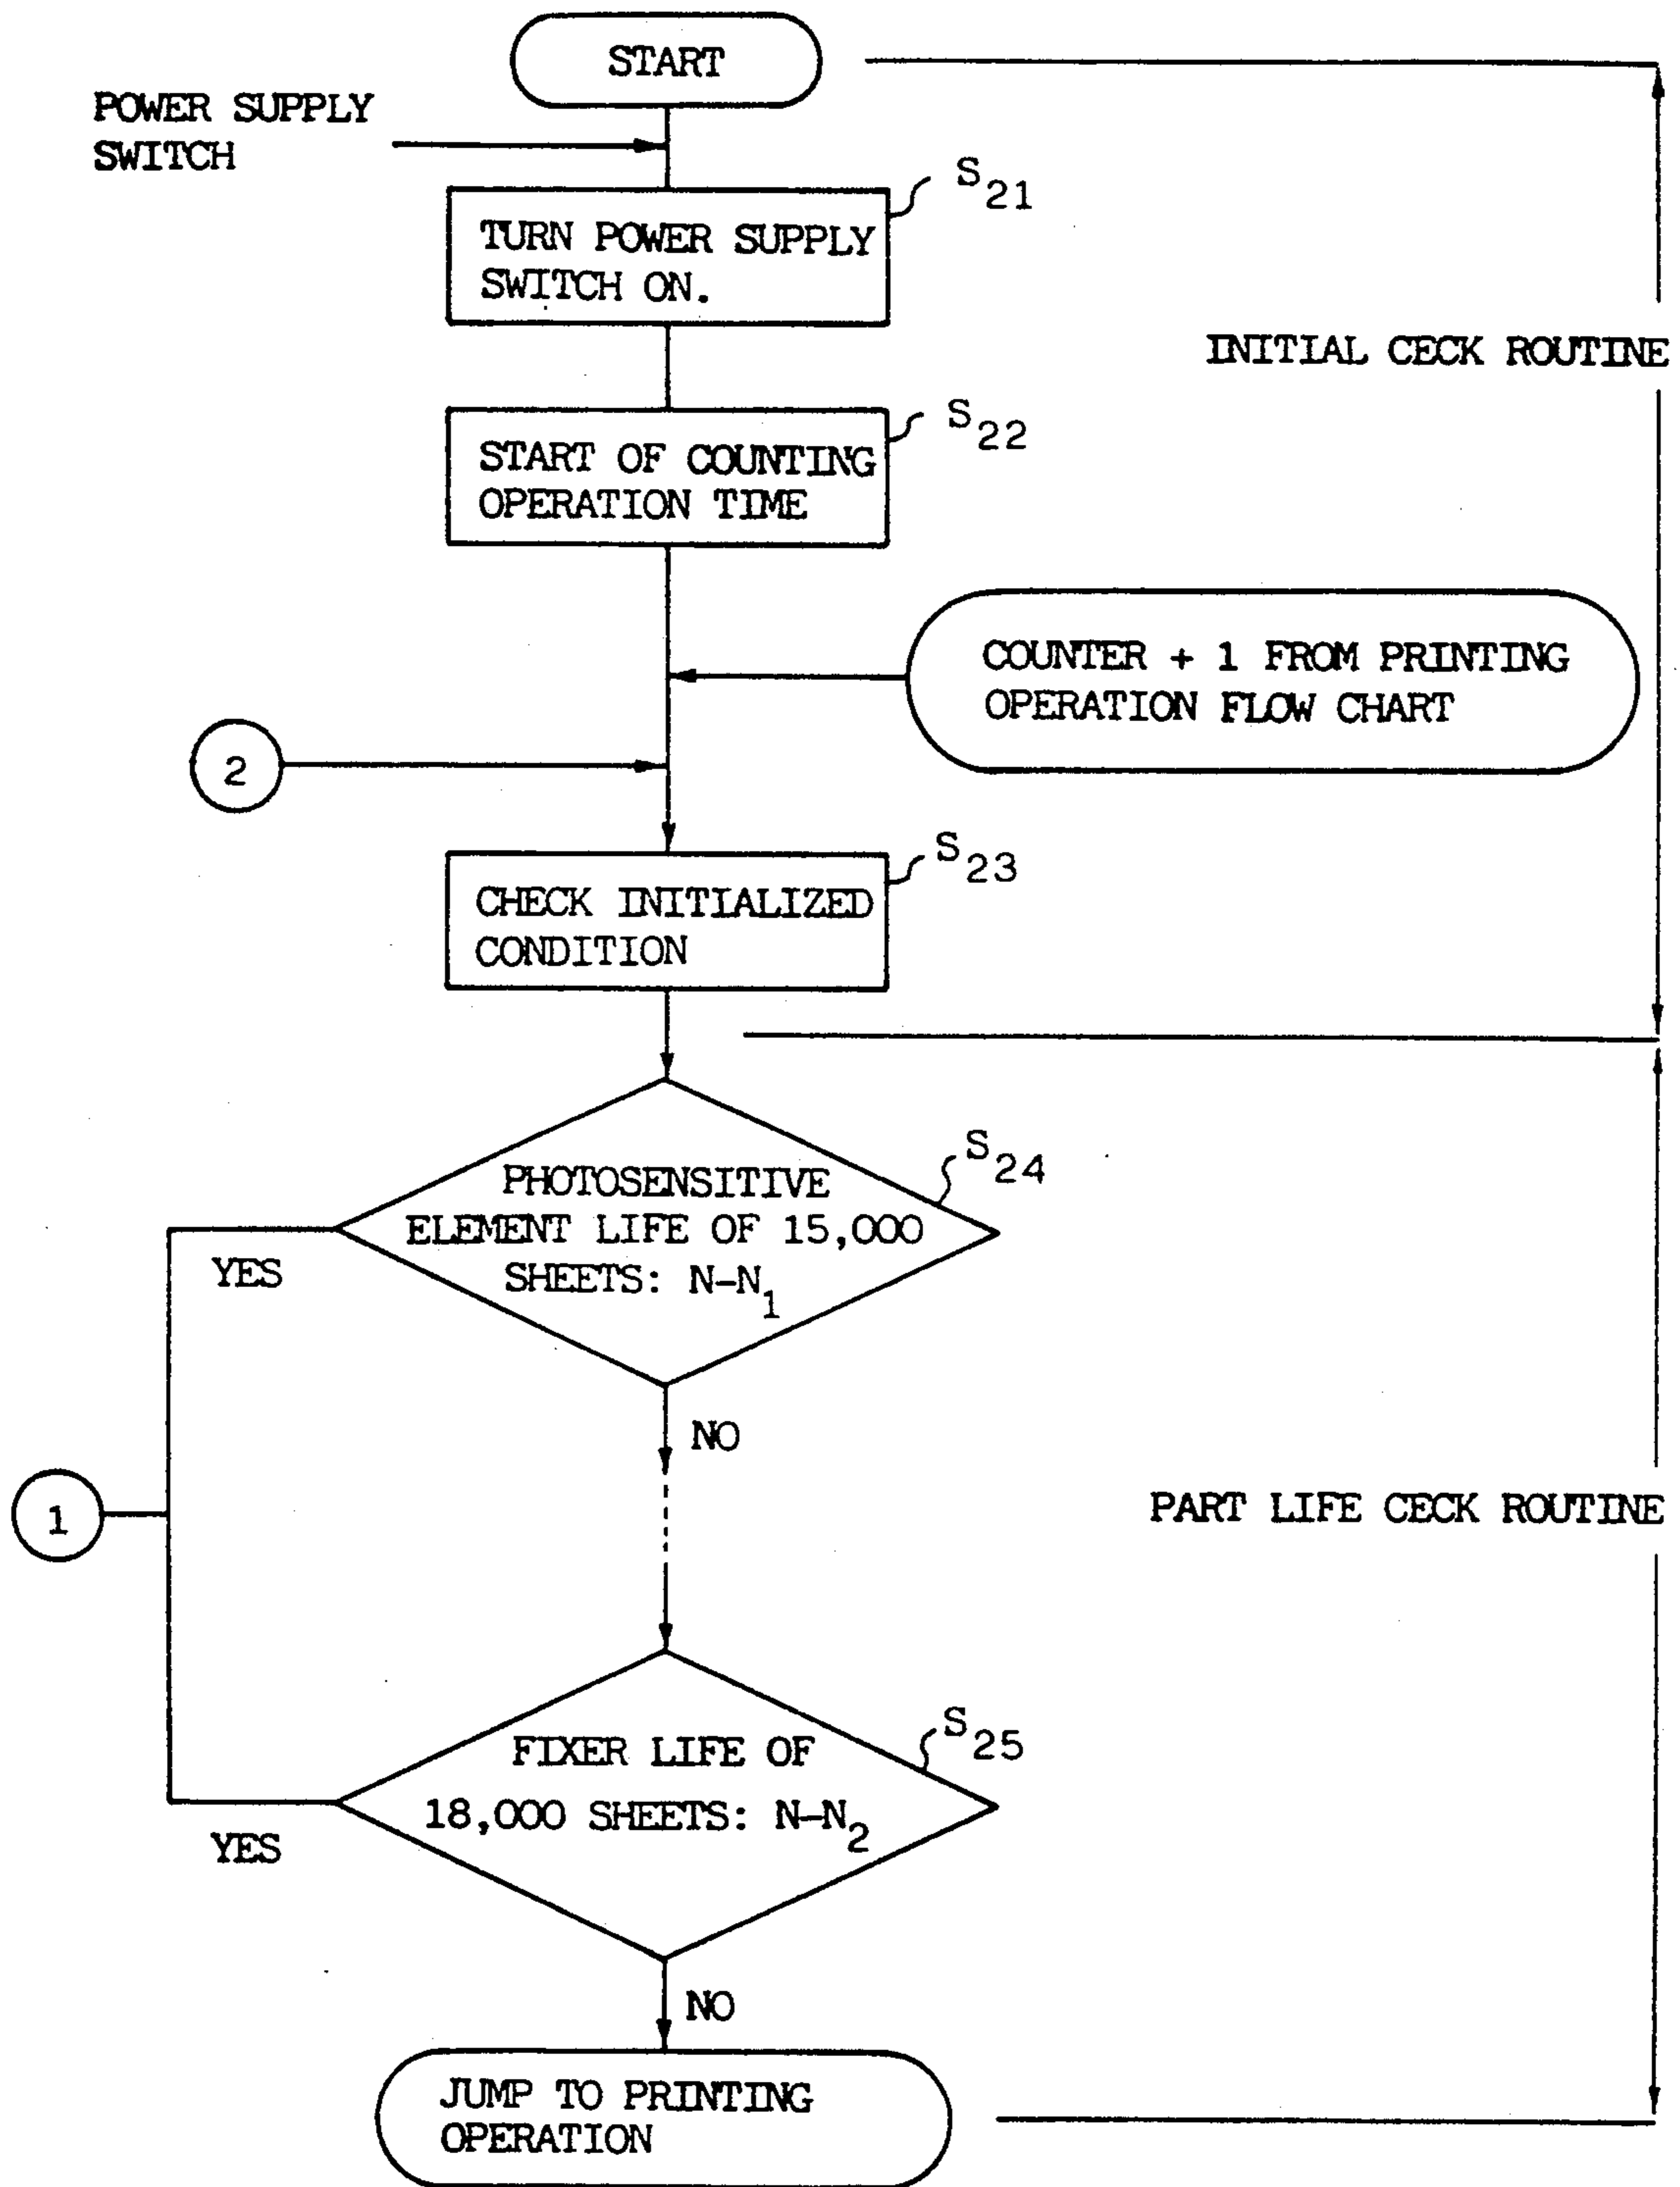 START
POWER SUPPLY
SWITCH
S21
TURN POWER SUPPLY
SWITCH ON.
INITIAL CECK ROUTINE
S22
START OF COUNTING
OPERATION TIME
COUNTER + 1 FROM PRINTING
OPERATION FLOW CHART
2
S23
CHECK INITIALIZED
CONDITION
S24
PHOTOSENSITIVE
ELEMENT LIFE OF 15,000
SHEETS: N-N1
YES
NO
1
PART LIFE CECK ROUTINE
S25
FIXER LIFE OF
18,000 SHEETS: N-N2
YES
NO
JUMP TO PRINTING
OPERATION